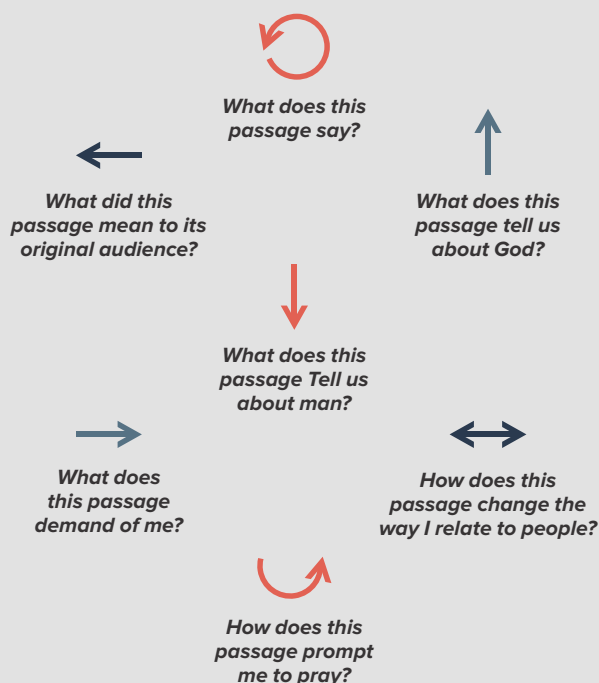 What does this
passage say?
What did this
passage mean to its
original audience?
What does this
passage tell us
about God?
What does this
passage Tell us
about man?
What does
this passage
demand of me?
How does this
passage change the
way I relate to people?
How does this
passage prompt
me to pray?